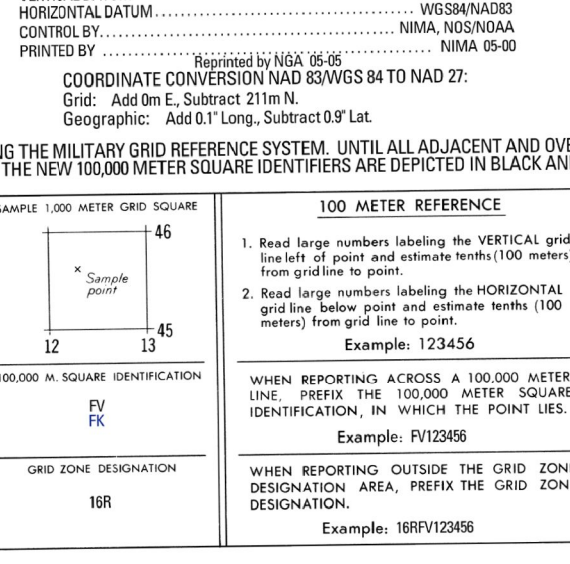 HORIZONTAL DATUM........................................ WGS84/NAD83
CONTROL BY................................................. NIMA, NOS/NOAA
PRINTED BY .................................................. NIMA 05-00
Reprinted by NGA 05-05
COORDINATE CONVERSION NAD 83/WGS 84 TO NAD 27:
Grid: Add 0m E., Subtract 211m N.
Geographic: Add 0.1" Long., Subtract 0.9" Lat.
THE MILITARY GRID REFERENCE SYSTEM. UNTIL ALL ADJACENT AND
THE NEW 100,000 METER SQUARE IDENTIFIERS ARE DEPICTED IN BLACK
SAMPLE 1,000 METER GRID SQUARE
46
x Sample
point
45
12 13
100,000 M. SQUARE IDENTIFICATION
FV
FK
GRID ZONE DESIGNATION
16R
100 METER REFERENCE
1. Read large numbers labeling the VERTICAL grid
line left of point and estimate tenths (100 meters)
from grid line to point.
2. Read large numbers labeling the HORIZONTAL
grid line below point and estimate tenths (100
meters) from grid line to point.
Example: 123456
WHEN REPORTING ACROSS A 100.000 METER
LINE, PREFIX THE 100,000 METER SQUARE
IDENTIFICATION, IN WHICH THE POINT LIES.
Example: FV123456
WHEN REPORTING OUTSIDE THE GRID ZONE
DESIGNATION AREA, PREFIX THE GRID ZONE
DESIGNATION.
Example: 16RFV123456